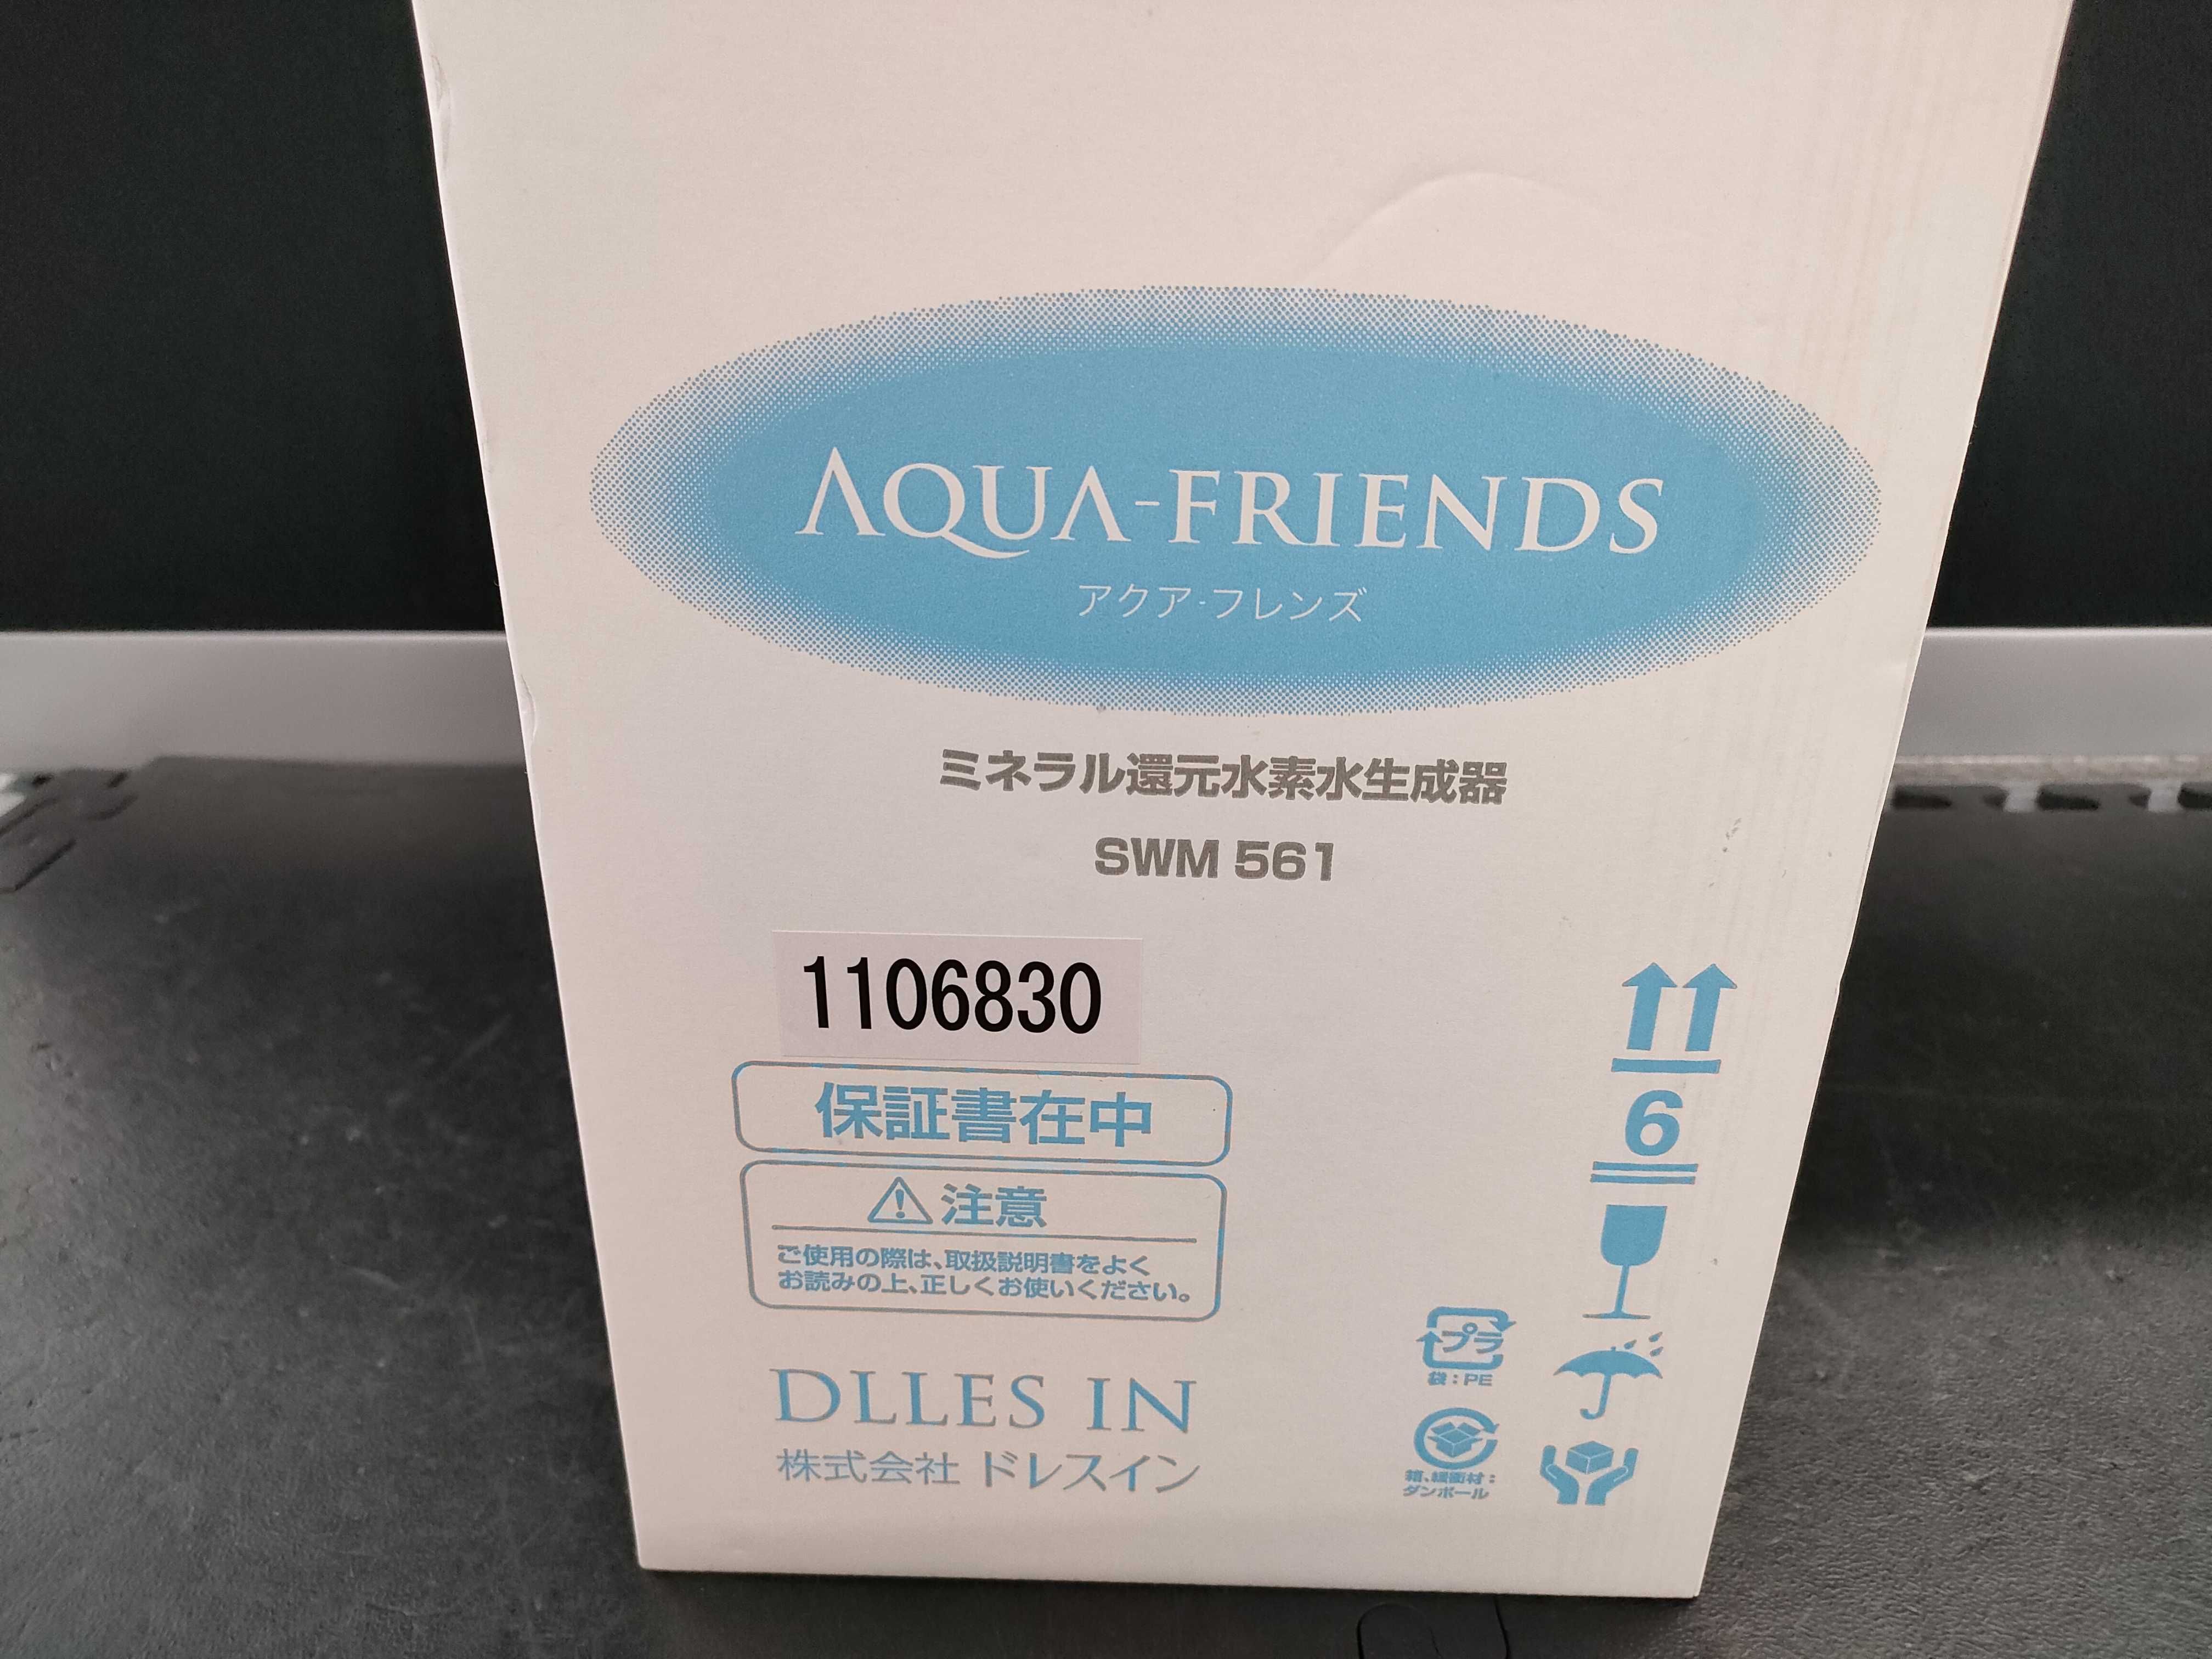 AQUA-FRIENDS
アクア-フレンズ
ミネラル還元水素水生成器
SWM 561
1106830
保証書在中
注意
ご使用の際は、取扱説明書をよく
お読みの上、正しくお使いください。
DLLES IN
株式会社 ドレスイン
6
プラ
袋：PE
箱、緩衝材：
ダンボール